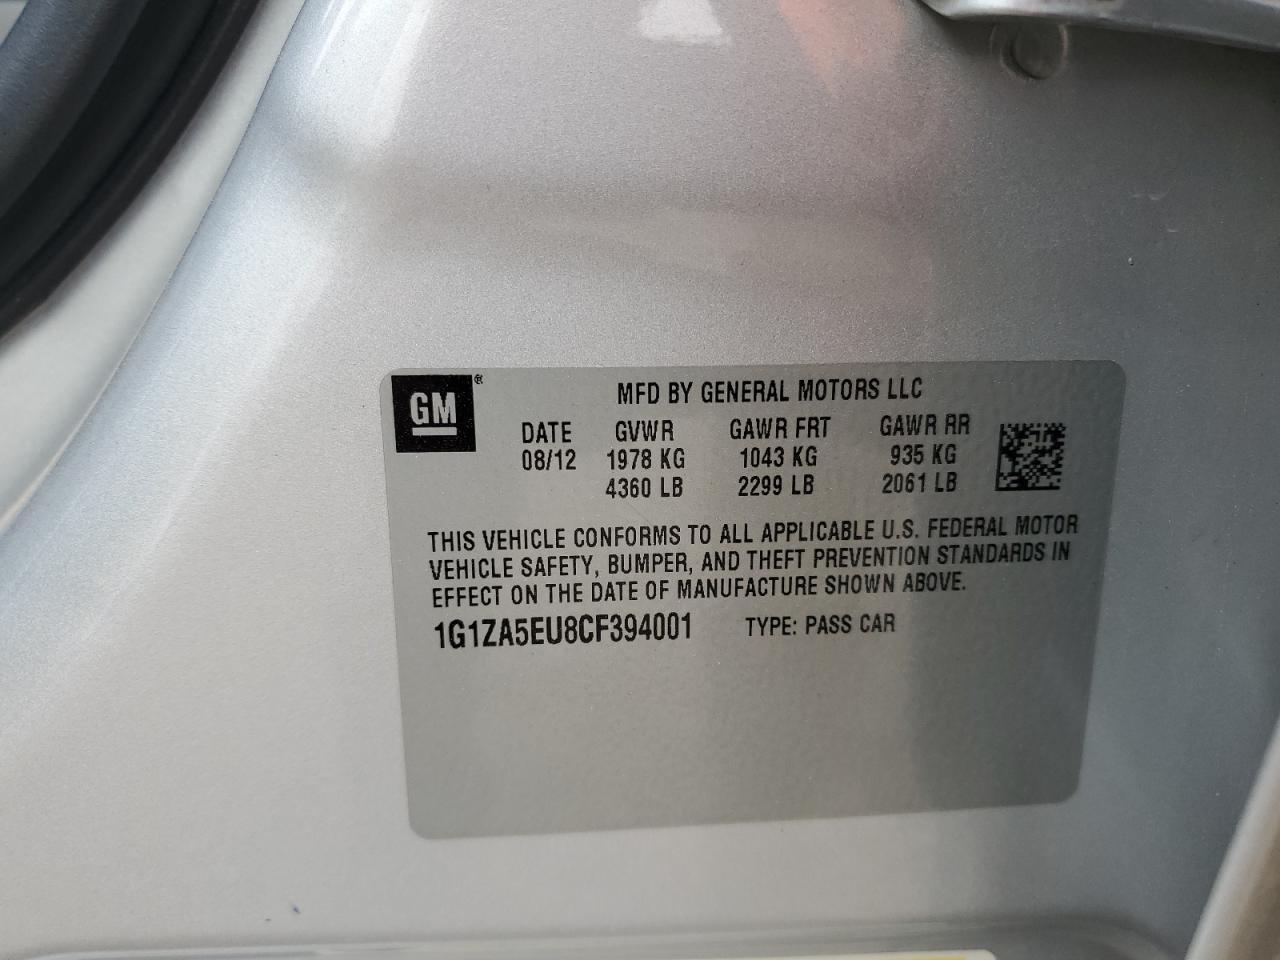 GM®
MFD BY GENERAL MOTORS LLC
DATE GVWR GAWR FRT GAWR RR
08/12 1978 KG 1043 KG 935 KG
4360 LB 2299 LB 2061 LB
THIS VEHICLE CONFORMS TO ALL APPLICABLE U.S. FEDERAL MOTOR
VEHICLE SAFETY, BUMPER, AND THEFT PREVENTION STANDARDS IN
EFFECT ON THE DATE OF MANUFACTURE SHOWN ABOVE.
1G1ZA5EU8CF394001 TYPE: PASS CAR